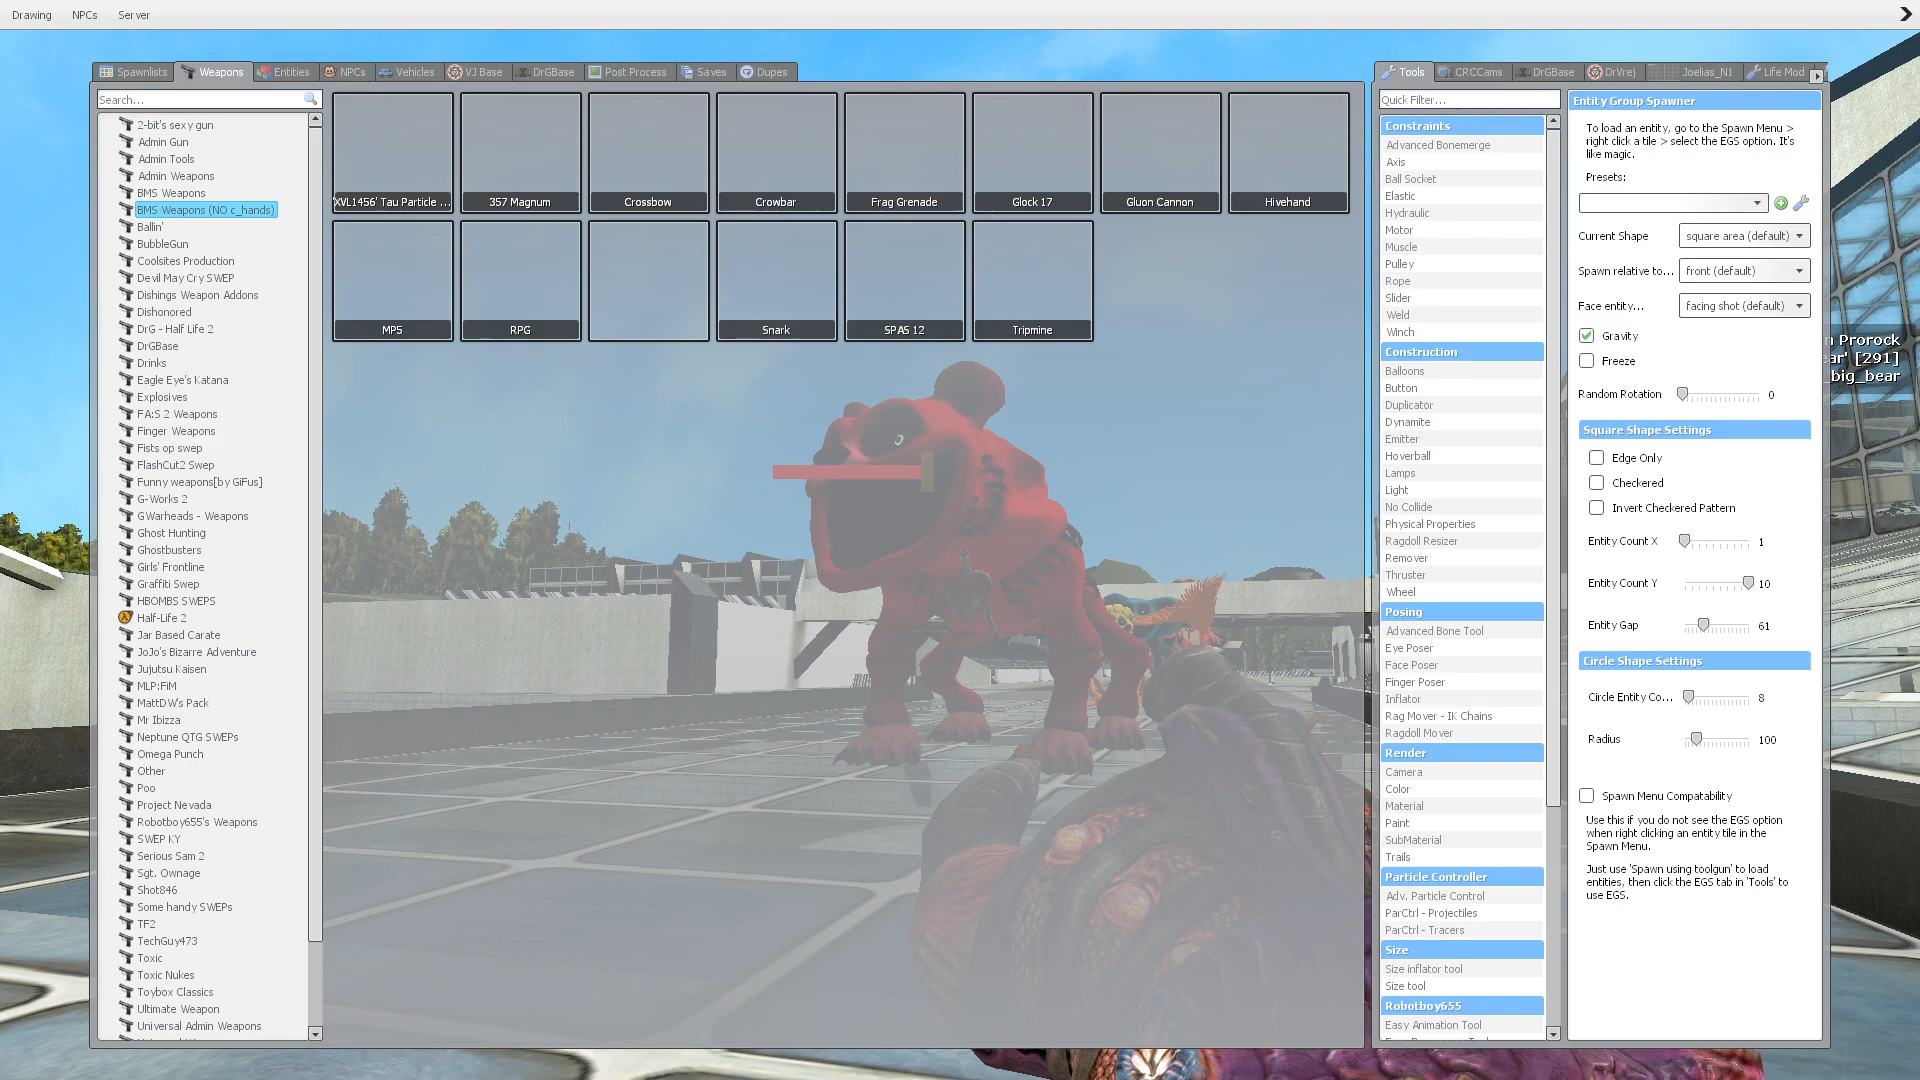 Drawing NPCs Server
Spawnlists Weapons Entities NPCs Vehicles VJ Base DrGBase Post Process Saves Dupes
Search...
2-bit's sexy gun
Admin Gun
Admin Tools
Admin Weapons
BMS Weapons
BMS Weapons (NO c_hands)
Ballin'
BubbleGun
Coolsites Production
Devil May Cry SWEP
Dishings Weapon Addons
Dishonored
DrG - Half Life 2
DrGBase
Drinks
Eagle Eye's Katana
Explosives
FA:S 2 Weapons
Finger Weapons
Fists op swep
FlashCut2 Swep
Funny weapons[by GiFus]
G-Works 2
GWarheads - Weapons
Ghost Hunting
Ghostbusters
Girls' Frontline
Graffiti Swep
HBOMBS SWEPS
Half-Life 2
Jar Based Carate
JoJo's Bizarre Adventure
Jujutsu Kaisen
MLP:FiM
MattDW's Pack
Mr Ibizza
Neptune QTG SWEPs
Omega Punch
Other
Poo
Project Nevada
Robotboy655's Weapons
SWEP KY
Serious Sam 2
Sgt. Ownage
Shot846
Some handy SWEPs
TF2
TechGuy473
Toxic
Toxic Nukes
Toybox Classics
Ultimate Weapon
Universal Admin Weapons
'XVL1456' Tau Particle ... 357 Magnum Crossbow Crowbar Frag Grenade Glock 17 Gluon Cannon Hivehand
MP5 RPG Snark SPAS 12 Tripmine
Tools CRCCams DrGBase DrVrej Joelias_N1 Life Mod
Quick Filter...
Constraints
Advanced Bonemerge
Axis
Ball Socket
Elastic
Hydraulic
Motor
Muscle
Pulley
Rope
Slider
Weld
Winch
Construction
Balloons
Button
Duplicator
Dynamite
Emitter
Hoverball
Lamps
Light
No Collide
Physical Properties
Ragdoll Resizer
Remover
Thruster
Wheel
Posing
Advanced Bone Tool
Eye Poser
Face Poser
Finger Poser
Inflator
Rag Mover - IK Chains
Ragdoll Mover
Render
Camera
Color
Material
Paint
SubMaterial
Trails
Particle Controller
Adv. Particle Control
ParCtrl - Projectiles
ParCtrl - Tracers
Size
Size inflator tool
Size tool
Robotboy655
Easy Animation Tool
Entity Group Spawner
To load an entity, go to the Spawn Menu >
right click a tile > select the EGS option. It's
like magic.
Presets:
Current Shape square area (default)
Spawn relative to... front (default)
Face entity... facing shot (default)
Gravity
Freeze
Random Rotation 0
Square Shape Settings
Edge Only
Checkered
Invert Checkered Pattern
Entity Count X 1
Entity Count Y 10
Entity Gap 61
Circle Shape Settings
Circle Entity Co... 8
Radius 100
Spawn Menu Compatability
Use this if you do not see the EGS option
when right clicking an entity tile in the
Spawn Menu.
Just use 'Spawn using toolgun' to load
entities, then click the EGS tab in 'Tools' to
use EGS.
n Prorock
ar' [291]
_big_bear